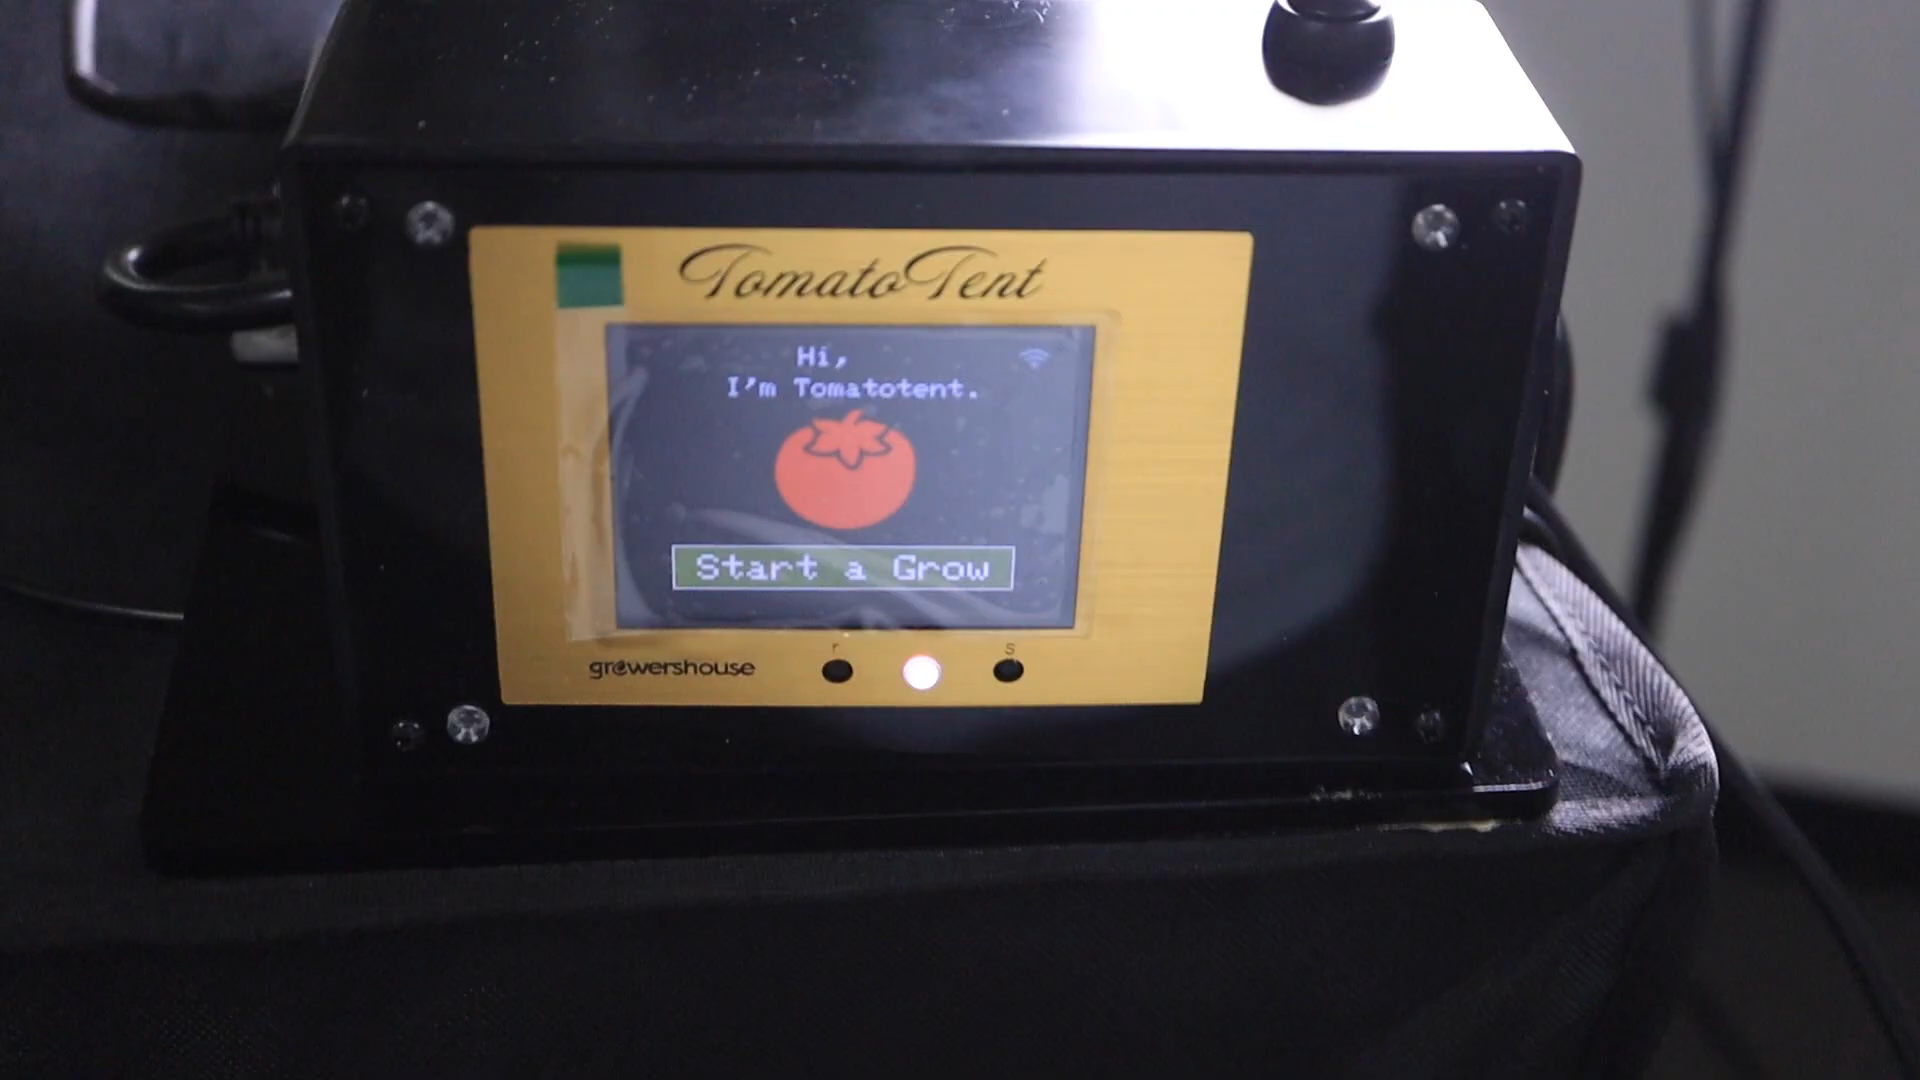 TomatoTent
Hi,
I'm Tomatotent.
Start a Grow
growershouse
r
s